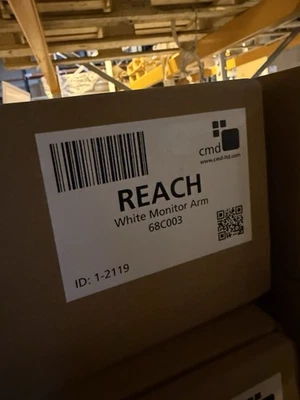 cmd
www.cmd-ltd.com
REACH
White Monitor Arm
68C003
ID: 1-2119